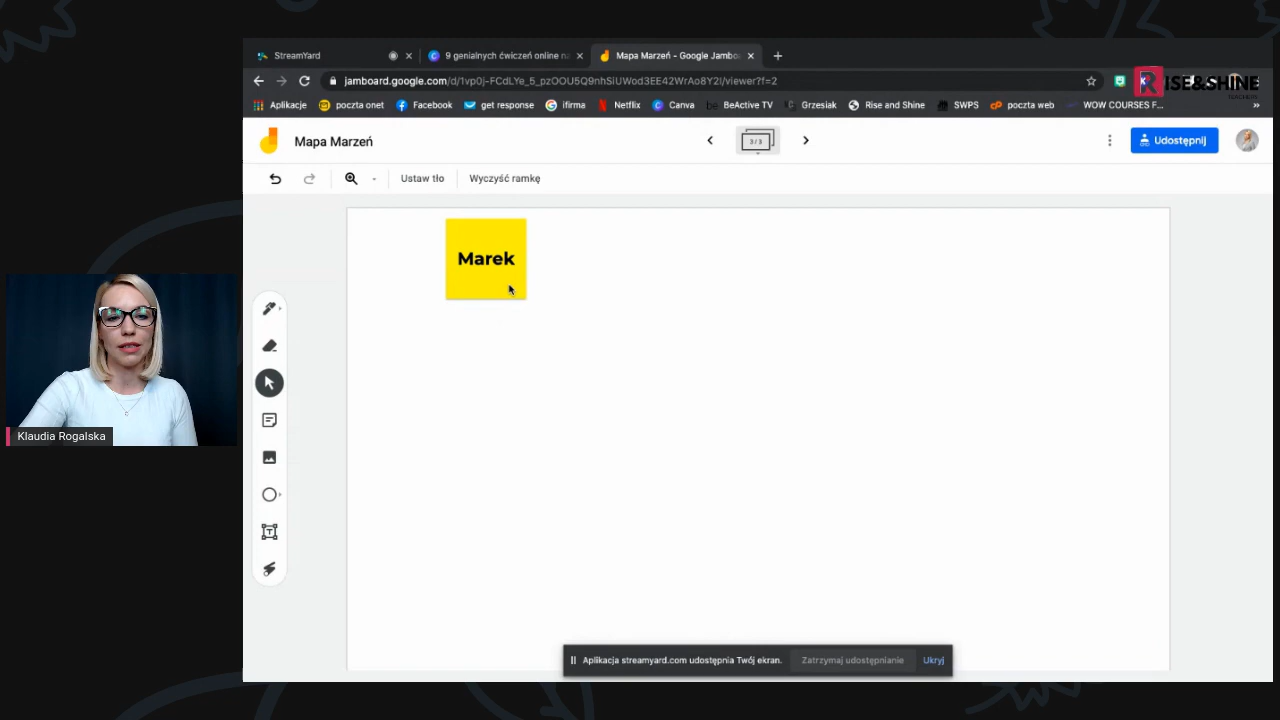 StreamYard
9 genialnych ćwiczeń online na
Mapa Marzeń - Google Jambo
jamboard.google.com/d/1vp0j-FCdLYe_5_pzOOU5Q9nhSiUWod3EE42WrAo8Y2I/viewer?f=2
RISE&SHINE
TEACHERS
Aplikacje
poczta onet
Facebook
get response
ifirma
Netflix
Canva
BeActive TV
Grzesiak
Rise and Shine
SWPS
poczta web
WOW COURSES F...
Mapa Marzeń
3 / 3
Udostępnij
Ustaw tło
Wyczyść ramkę
Marek
Klaudia Rogalska
Aplikacja streamyard.com udostępnia Twój ekran.
Zatrzymaj udostępnianie
Ukryj